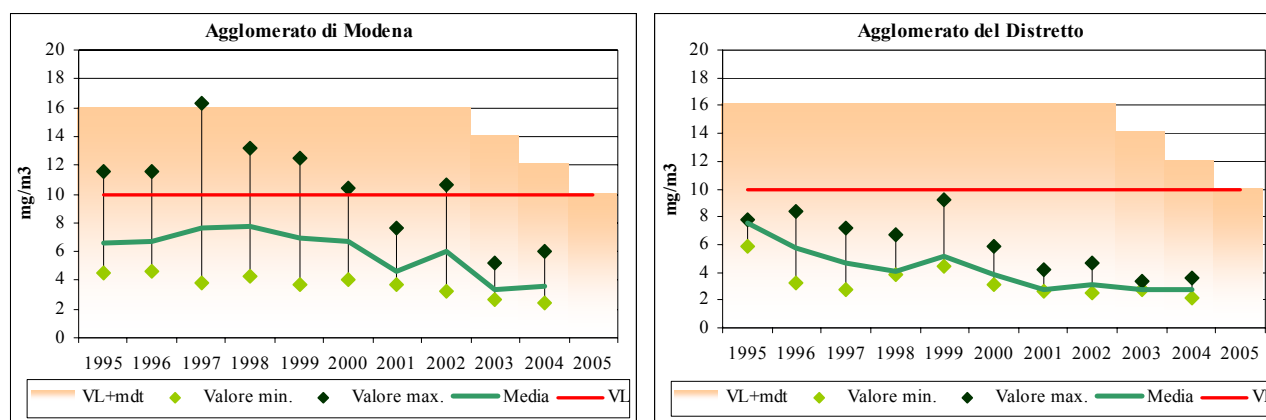 Agglomerato di Modena
20
18
16
14
12
10
8
6
4
2
0
mg/m3
1995 1996 1997 1998 1999 2000 2001 2002 2003 2004 2005
VL+mdt Valore min. Valore max. Media VL
Agglomerato del Distretto
20
18
16
14
12
10
8
6
4
2
0
mg/m3
1995 1996 1997 1998 1999 2000 2001 2002 2003 2004 2005
VL+mdt Valore min. Valore max. Media VL